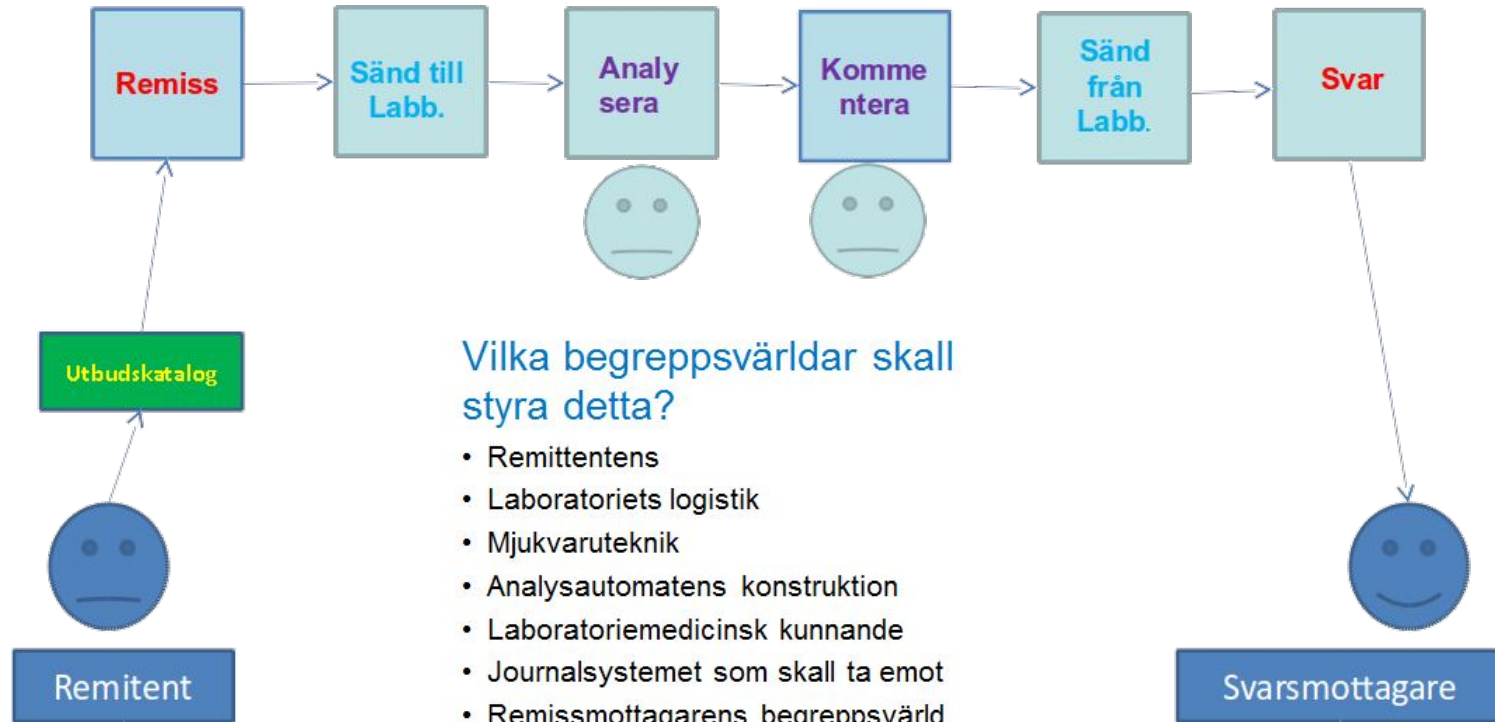 Remiss
Sänd till
Labb.
Analy
sera
Komme
ntera
Sänd
från
Labb.
Svar
Utbudskatalog
Vilka begreppsvärldar skall
styra detta?
• Remittentens
• Laboratoriets logistik
• Mjukvaruteknik
• Analysautomatens konstruktion
• Laboratoriemedicinsk kunnande
• Journalsystemet som skall ta emot
• Remissmottagarens begreppsvärld
Remitent
Svarsmottagare